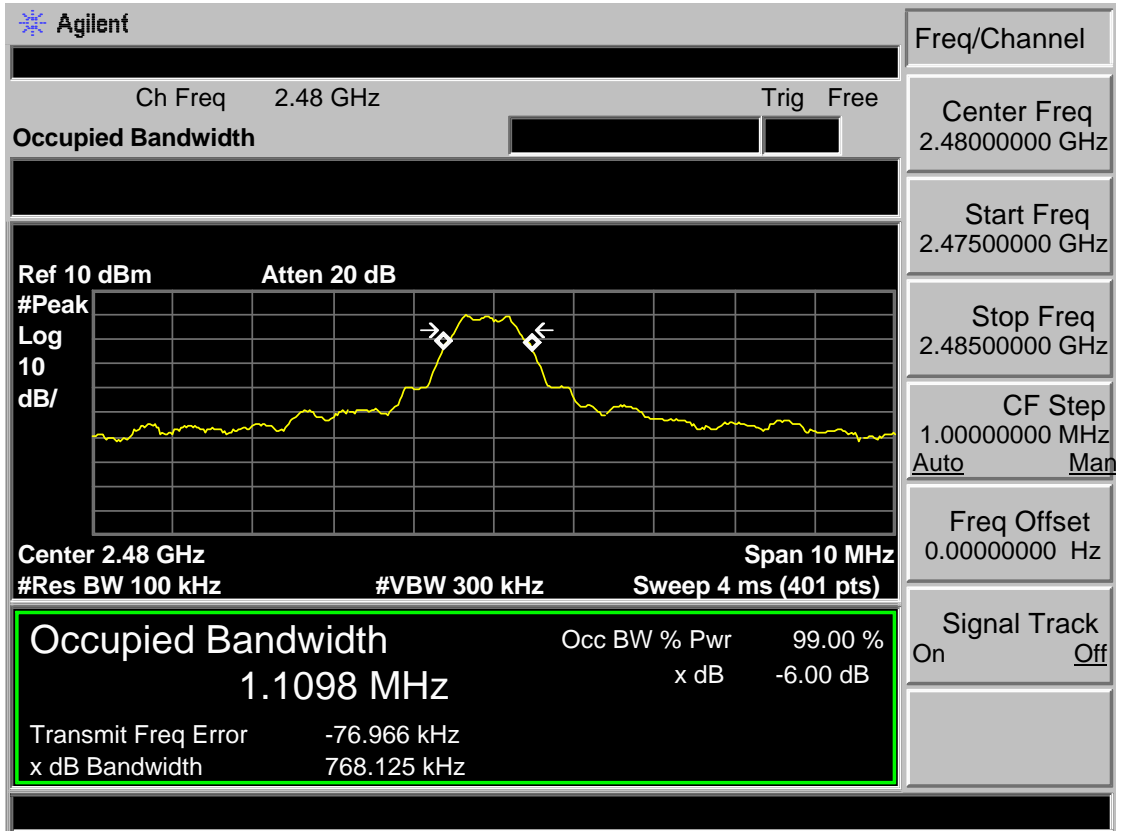 Agilent
Freq/Channel
Ch Freq 2.48 GHz Trig Free
Occupied Bandwidth
Center Freq
2.48000000 GHz
Start Freq
2.47500000 GHz
Stop Freq
2.48500000 GHz
CF Step
1.00000000 MHz
Auto Man
Freq Offset
0.00000000 Hz
Signal Track
On Off
Ref 10 dBm Atten 20 dB
#Peak
Log
10
dB/
Center 2.48 GHz Span 10 MHz
#Res BW 100 kHz #VBW 300 kHz Sweep 4 ms (401 pts)
Occupied Bandwidth
1.1098 MHz
Occ BW % Pwr 99.00 %
x dB -6.00 dB
Transmit Freq Error -76.966 kHz
x dB Bandwidth 768.125 kHz